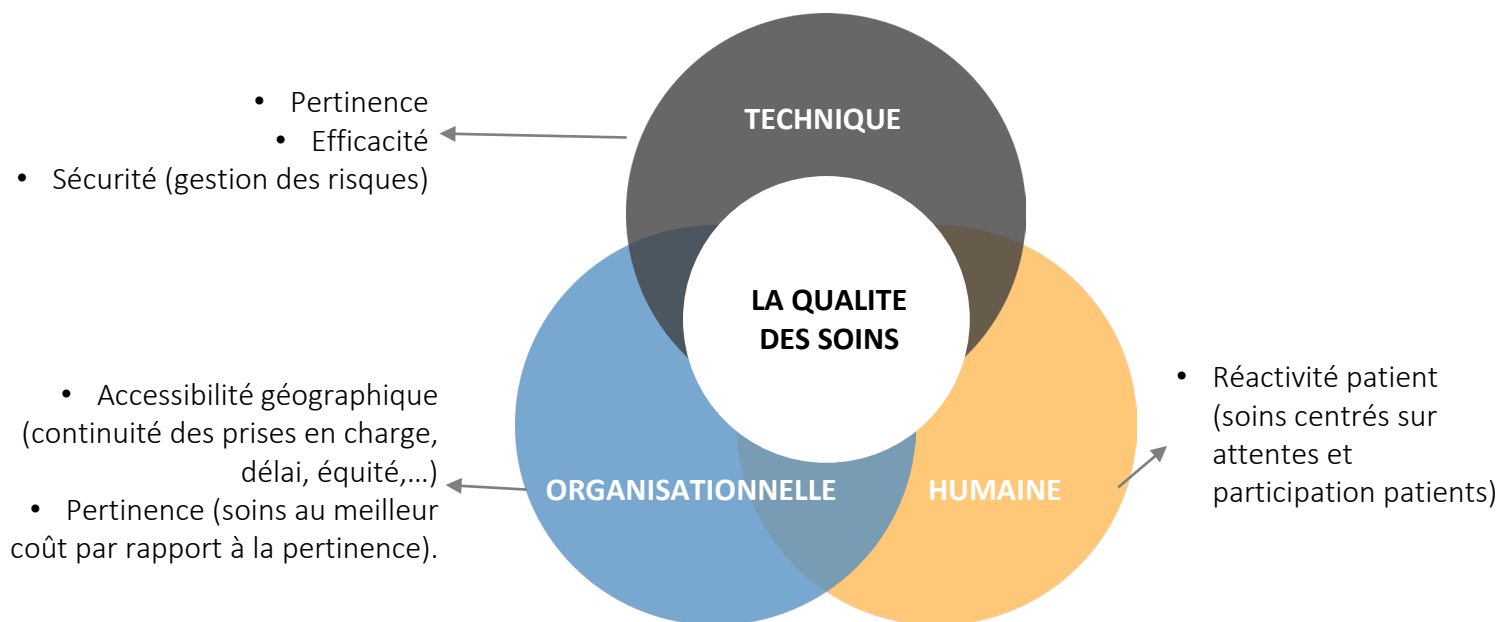 TECHNIQUE
• Pertinence
• Efficacité
• Sécurité (gestion des risques)
LA QUALITE
DES SOINS
• Accessibilité géographique
(continuité des prises en charge,
délai, équité,...)
• Pertinence (soins au meilleur
coût par rapport à la pertinence).
ORGANISATIONNELLE
HUMAINE
• Réactivité patient
(soins centrés sur
attentes et
participation patients)